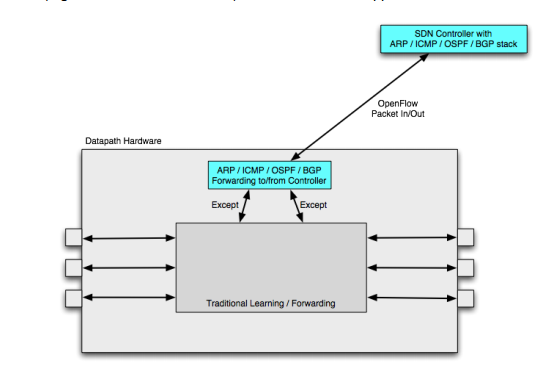 SDN Controller with
ARP / ICMP / OSPF / BGP stack
OpenFlow
Packet In/Out
Datapath Hardware
ARP / ICMP / OSPF / BGP
Forwarding to/from Controller
Except
Except
Traditional Learning / Forwarding